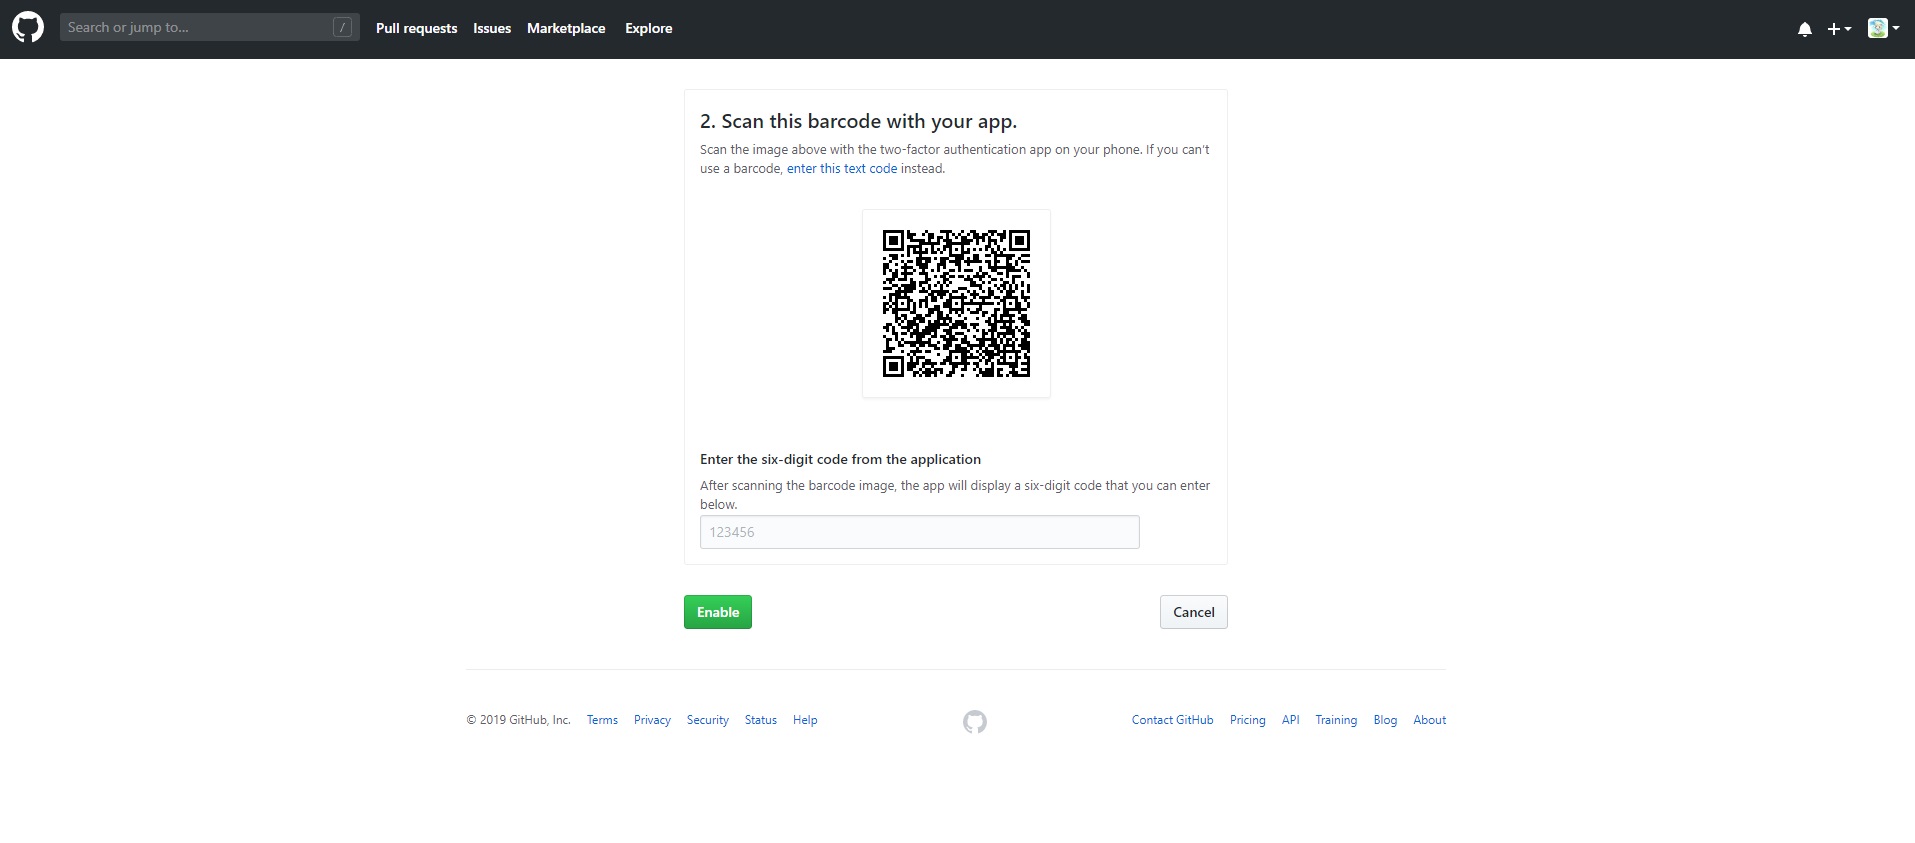 Search or jump to...
/
Pull requests
Issues
Marketplace
Explore
2. Scan this barcode with your app.
Scan the image above with the two-factor authentication app on your phone. If you can’t
use a barcode, enter this text code instead.
Enter the six-digit code from the application
After scanning the barcode image, the app will display a six-digit code that you can enter
below.
123456
Enable
Cancel
© 2019 GitHub, Inc.
Terms
Privacy
Security
Status
Help
Contact GitHub
Pricing
API
Training
Blog
About